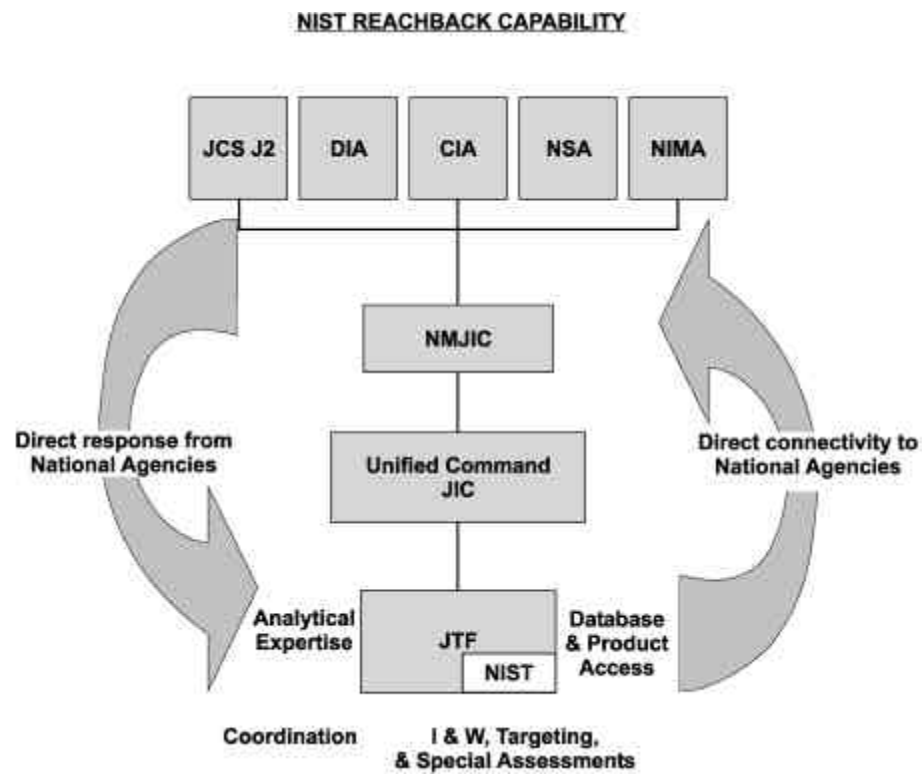 NIST REACHBACK CAPABILITY
JCS J2
DIA
CIA
NSA
NIMA
NMJIC
Direct response from
National Agencies
Unified Command
JIC
Direct connectivity to
National Agencies
Analytical
Expertise
JTF
NIST
Database
& Product
Access
Coordination
I & W, Targeting,
& Special Assessments